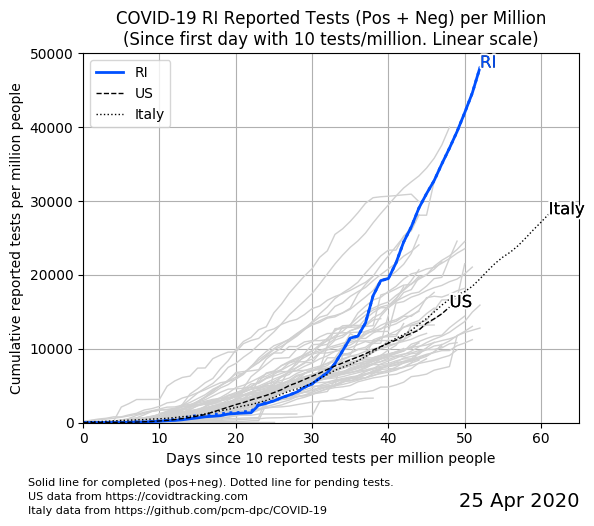 COVID-19 RI Reported Tests (Pos + Neg) per Million
(Since first day with 10 tests/million. Linear scale)
Cumulative reported tests per million people
50000
40000
30000
20000
10000
0
RI
US
Italy
RI
Italy
US
0 10 20 30 40 50 60
Days since 10 reported tests per million people
Solid line for completed (pos+neg). Dotted line for pending tests.
US data from https://covidtracking.com
Italy data from https://github.com/pcm-dpc/COVID-19
25 Apr 2020